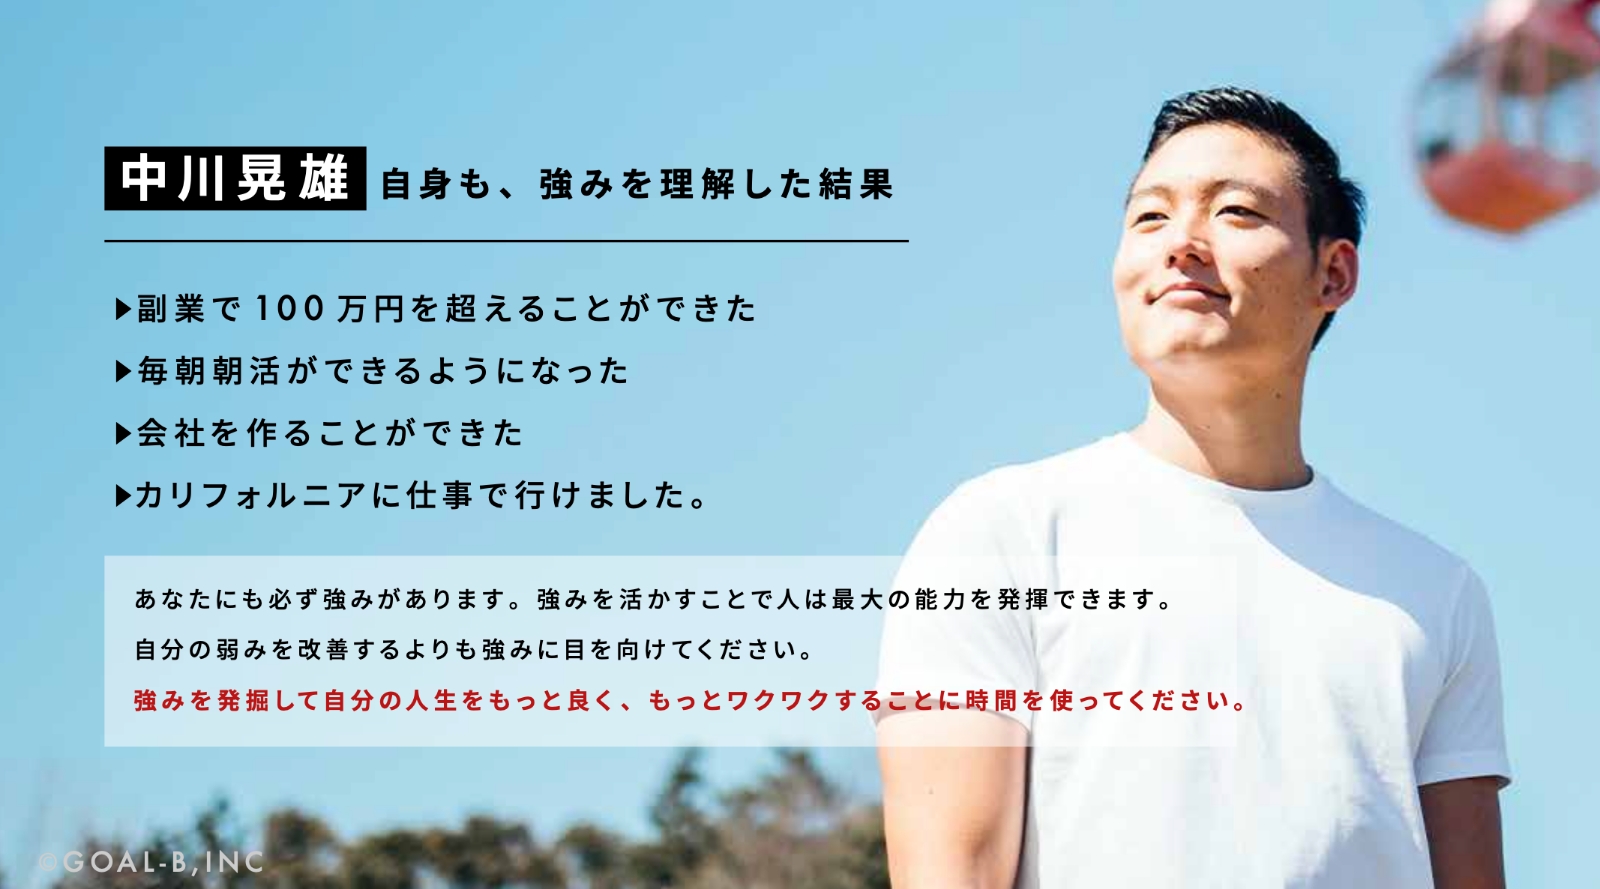 中川晃雄 自身も、強みを理解した結果
▶副業で100万円を超えることができた
▶毎朝朝活ができるようになった
▶会社を作ることができた
▶カリフォルニアに仕事で行けました。
あなたにも必ず強みがあります。強みを活かすことで人は最大の能力を発揮できます。
自分の弱みを改善するよりも強みに目を向けてください。
強みを発掘して自分の人生をもっと良く、もっとワクワクすることに時間を使ってください。
©GOAL-B,INC